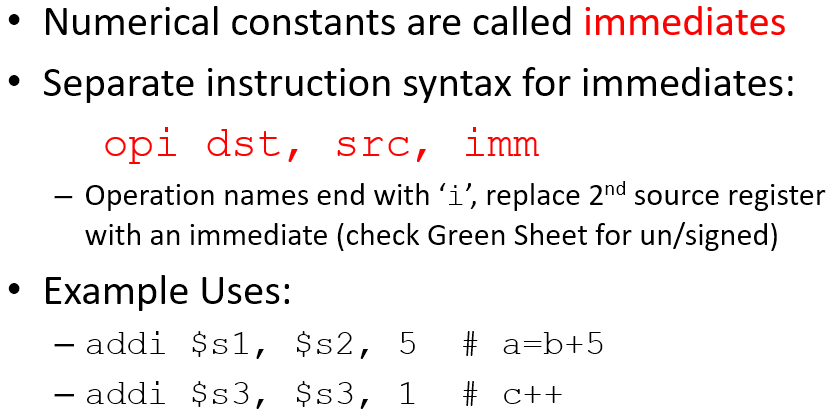 • Numerical constants are called immediates
• Separate instruction syntax for immediates:
opi dst, src, imm
– Operation names end with ‘i’, replace 2nd source register
with an immediate (check Green Sheet for un/signed)
• Example Uses:
– addi $s1, $s2, 5 # a=b+5
– addi $s3, $s3, 1 # c++